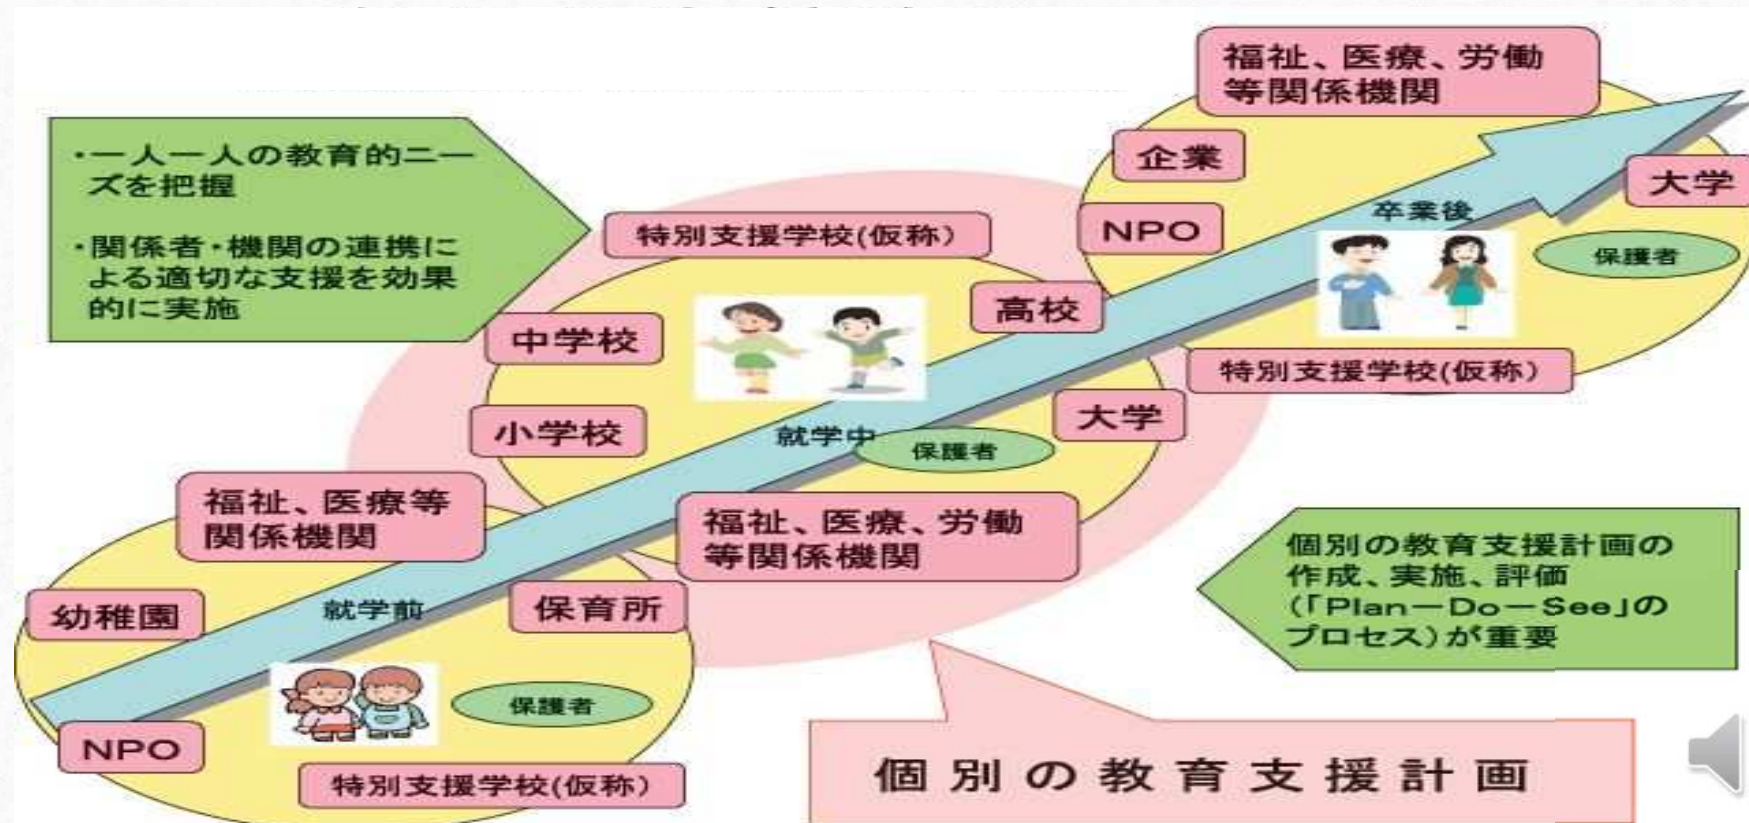 福祉、医療、労働
等関係機関
企業
NPO
大学
卒業後
保護者
特別支援学校(仮称)
・一人一人の教育的ニー
ズを把握
・関係者・機関の連携に
よる適切な支援を効果
的に実施
特別支援学校(仮称)
中学校
高校
小学校
大学
就学中
保護者
福祉、医療、労働
等関係機関
福祉、医療等
関係機関
幼稚園
就学前
保育所
保護者
NPO
特別支援学校(仮称)
個別の教育支援計画の
作成、実施、評価
(「Plan-Do-See」の
プロセス)が重要
個別の教育支援計画